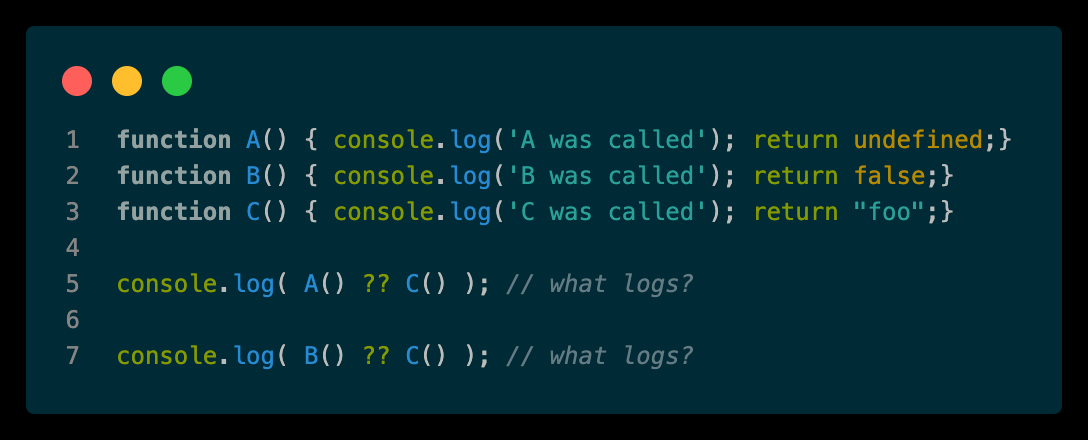 1 function A() { console.log('A was called'); return undefined;}
2 function B() { console.log('B was called'); return false;}
3 function C() { console.log('C was called'); return "foo";}
4
5 console.log( A() ?? C() ); // what logs?
6
7 console.log( B() ?? C() ); // what logs?